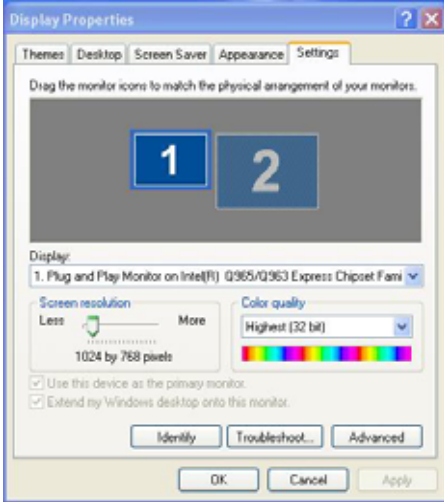 Display Properties
Themes Desktop Screen Saver Appearance Settings
Drag the monitor icons to match the physical arrangement of your monitors.
1 2
Display:
1. Plug and Play Monitor on Intel(R) Q965/Q963 Express Chipset Fami
Screen resolution
Less More
1024 by 768 pixels
Color quality
Highest (32 bit)
Use this device as the primary monitor.
Extend my Windows desktop onto this monitor.
Identify Troubleshoot... Advanced
OK Cancel Apply